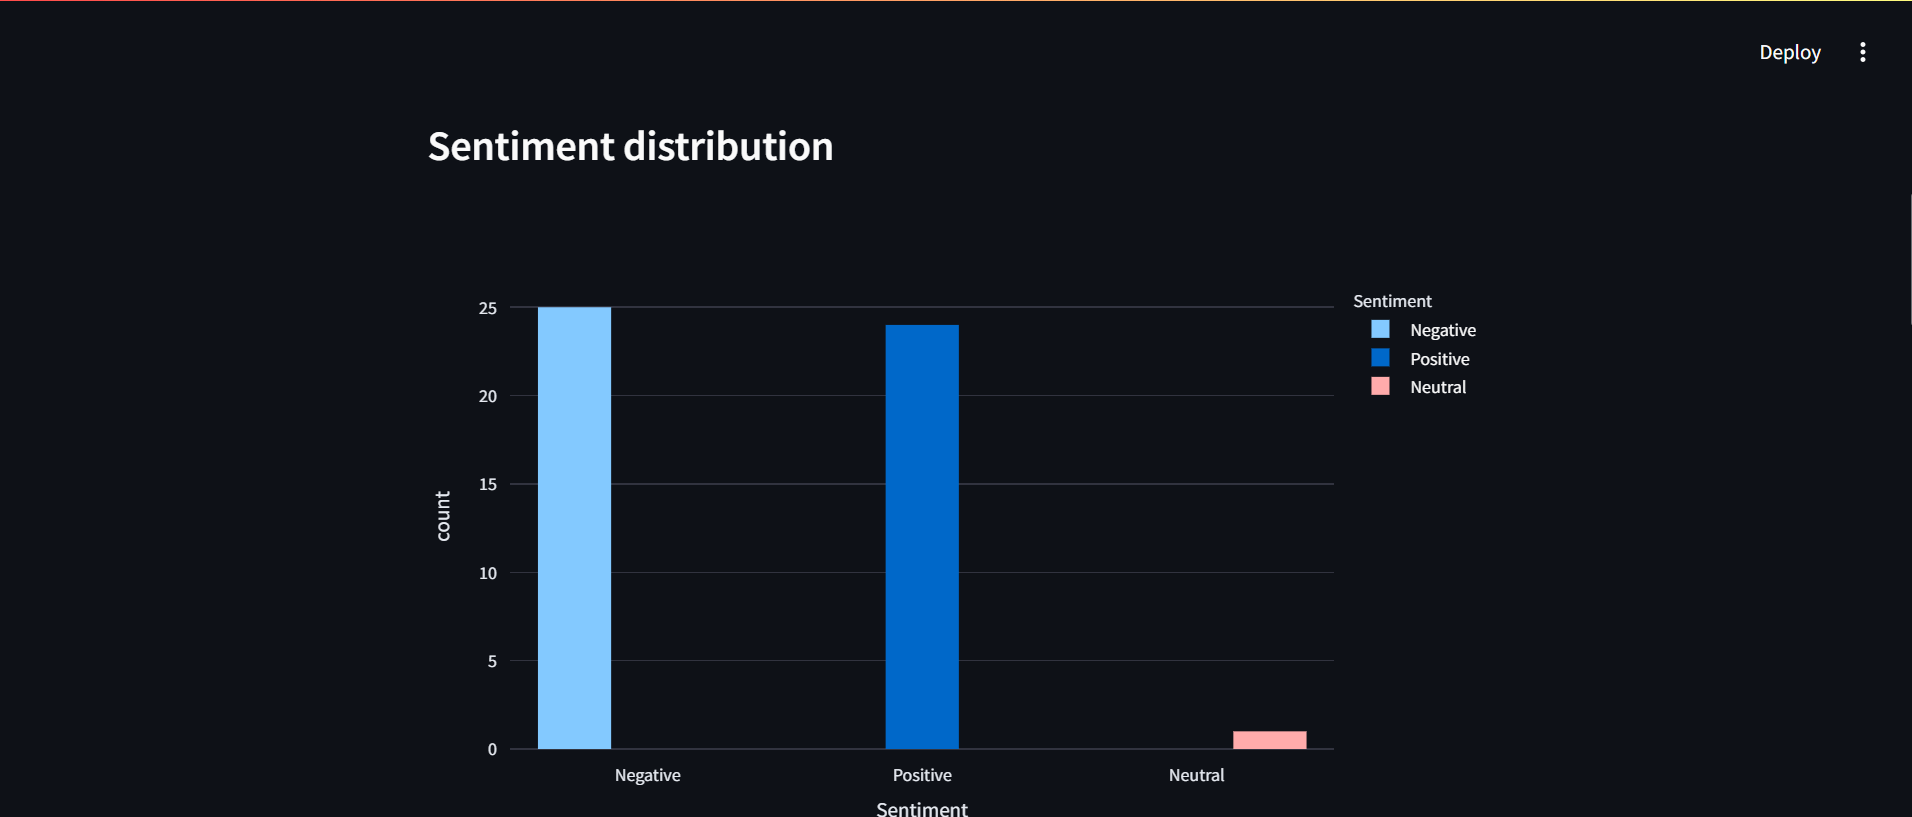 Deploy
Sentiment distribution
25
20
15
10
5
0
count
Negative
Positive
Neutral
Sentiment
Sentiment
Negative
Positive
Neutral